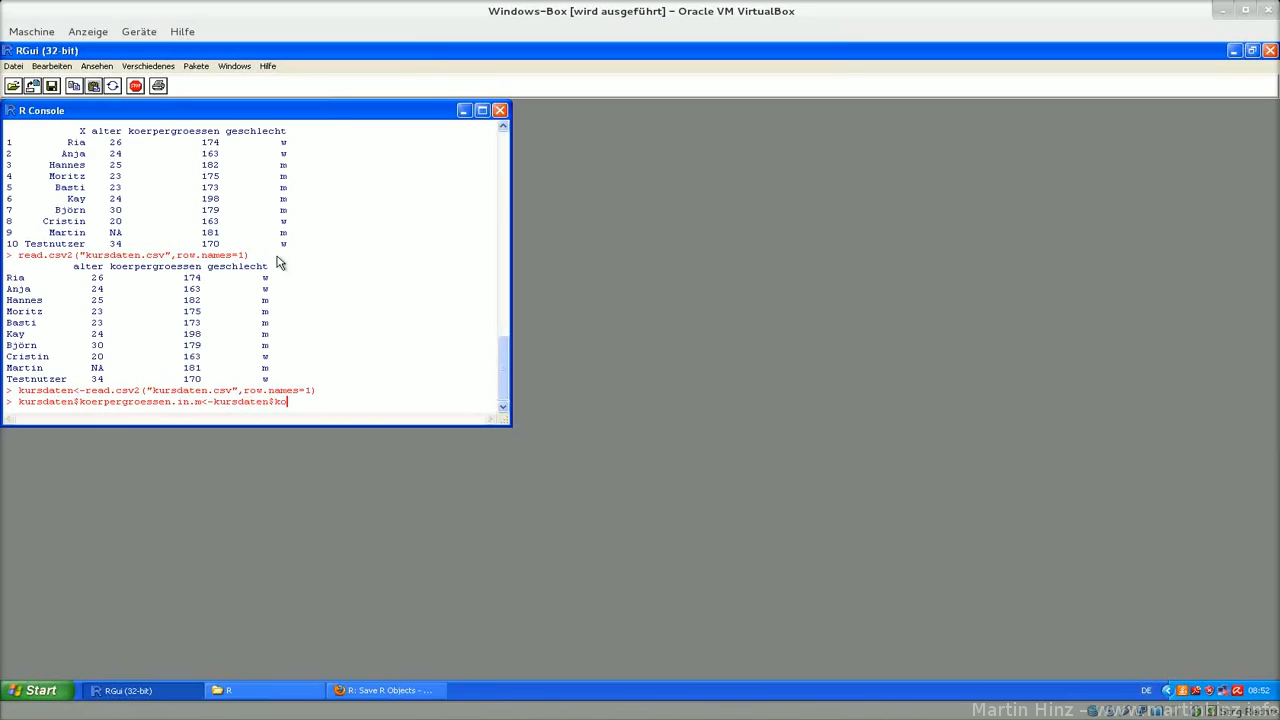 Windows-Box [wird ausgeführt] - Oracle VM VirtualBox
Maschine Anzeige Geräte Hilfe
RGui (32-bit)
Datei Bearbeiten Ansehen Verschiedenes Pakete Windows Hilfe
STOP
R Console
X alter koerpergroessen geschlecht
1 Ria 26 174 w
2 Anja 24 163 w
3 Hannes 25 182 m
4 Moritz 23 175 m
5 Basti 23 173 m
6 Kay 24 198 m
7 Björn 30 179 m
8 Cristin 20 163 w
9 Martin NA 181 m
10 Testnutzer 34 170 w
> read.csv2("kursdaten.csv",row.names=1)
alter koerpergroessen geschlecht
Ria 26 174 w
Anja 24 163 w
Hannes 25 182 m
Moritz 23 175 m
Basti 23 173 m
Kay 24 198 m
Björn 30 179 m
Cristin 20 163 w
Martin NA 181 m
Testnutzer 34 170 w
> kursdaten<-read.csv2("kursdaten.csv",row.names=1)
> kursdaten$koerpergroessen.in.m<-kursdaten$ko
Start RGui (32-bit) R R: Save R Objects - ... DE 08:52
Martin Hinz - www.martinhinz.info